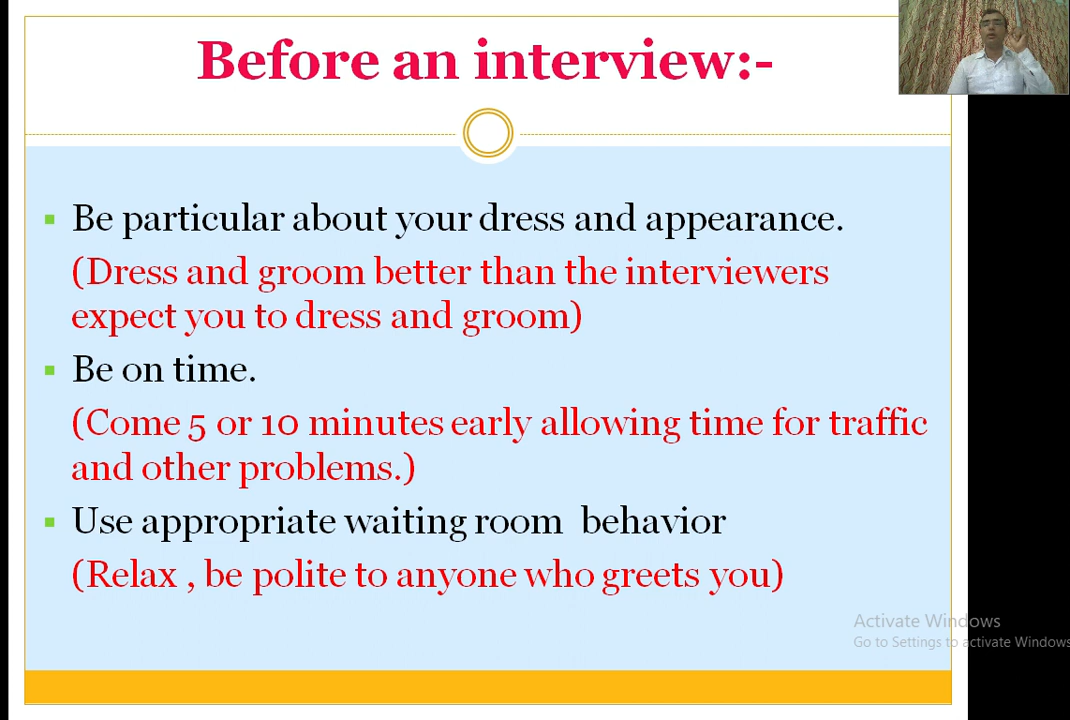 Before an interview:-
Be particular about your dress and appearance.
(Dress and groom better than the interviewers
expect you to dress and groom)
Be on time.
(Come 5 or 10 minutes early allowing time for traffic
and other problems.)
Use appropriate waiting room behavior
(Relax , be polite to anyone who greets you)
Activate Windows
Go to Settings to activate Windows